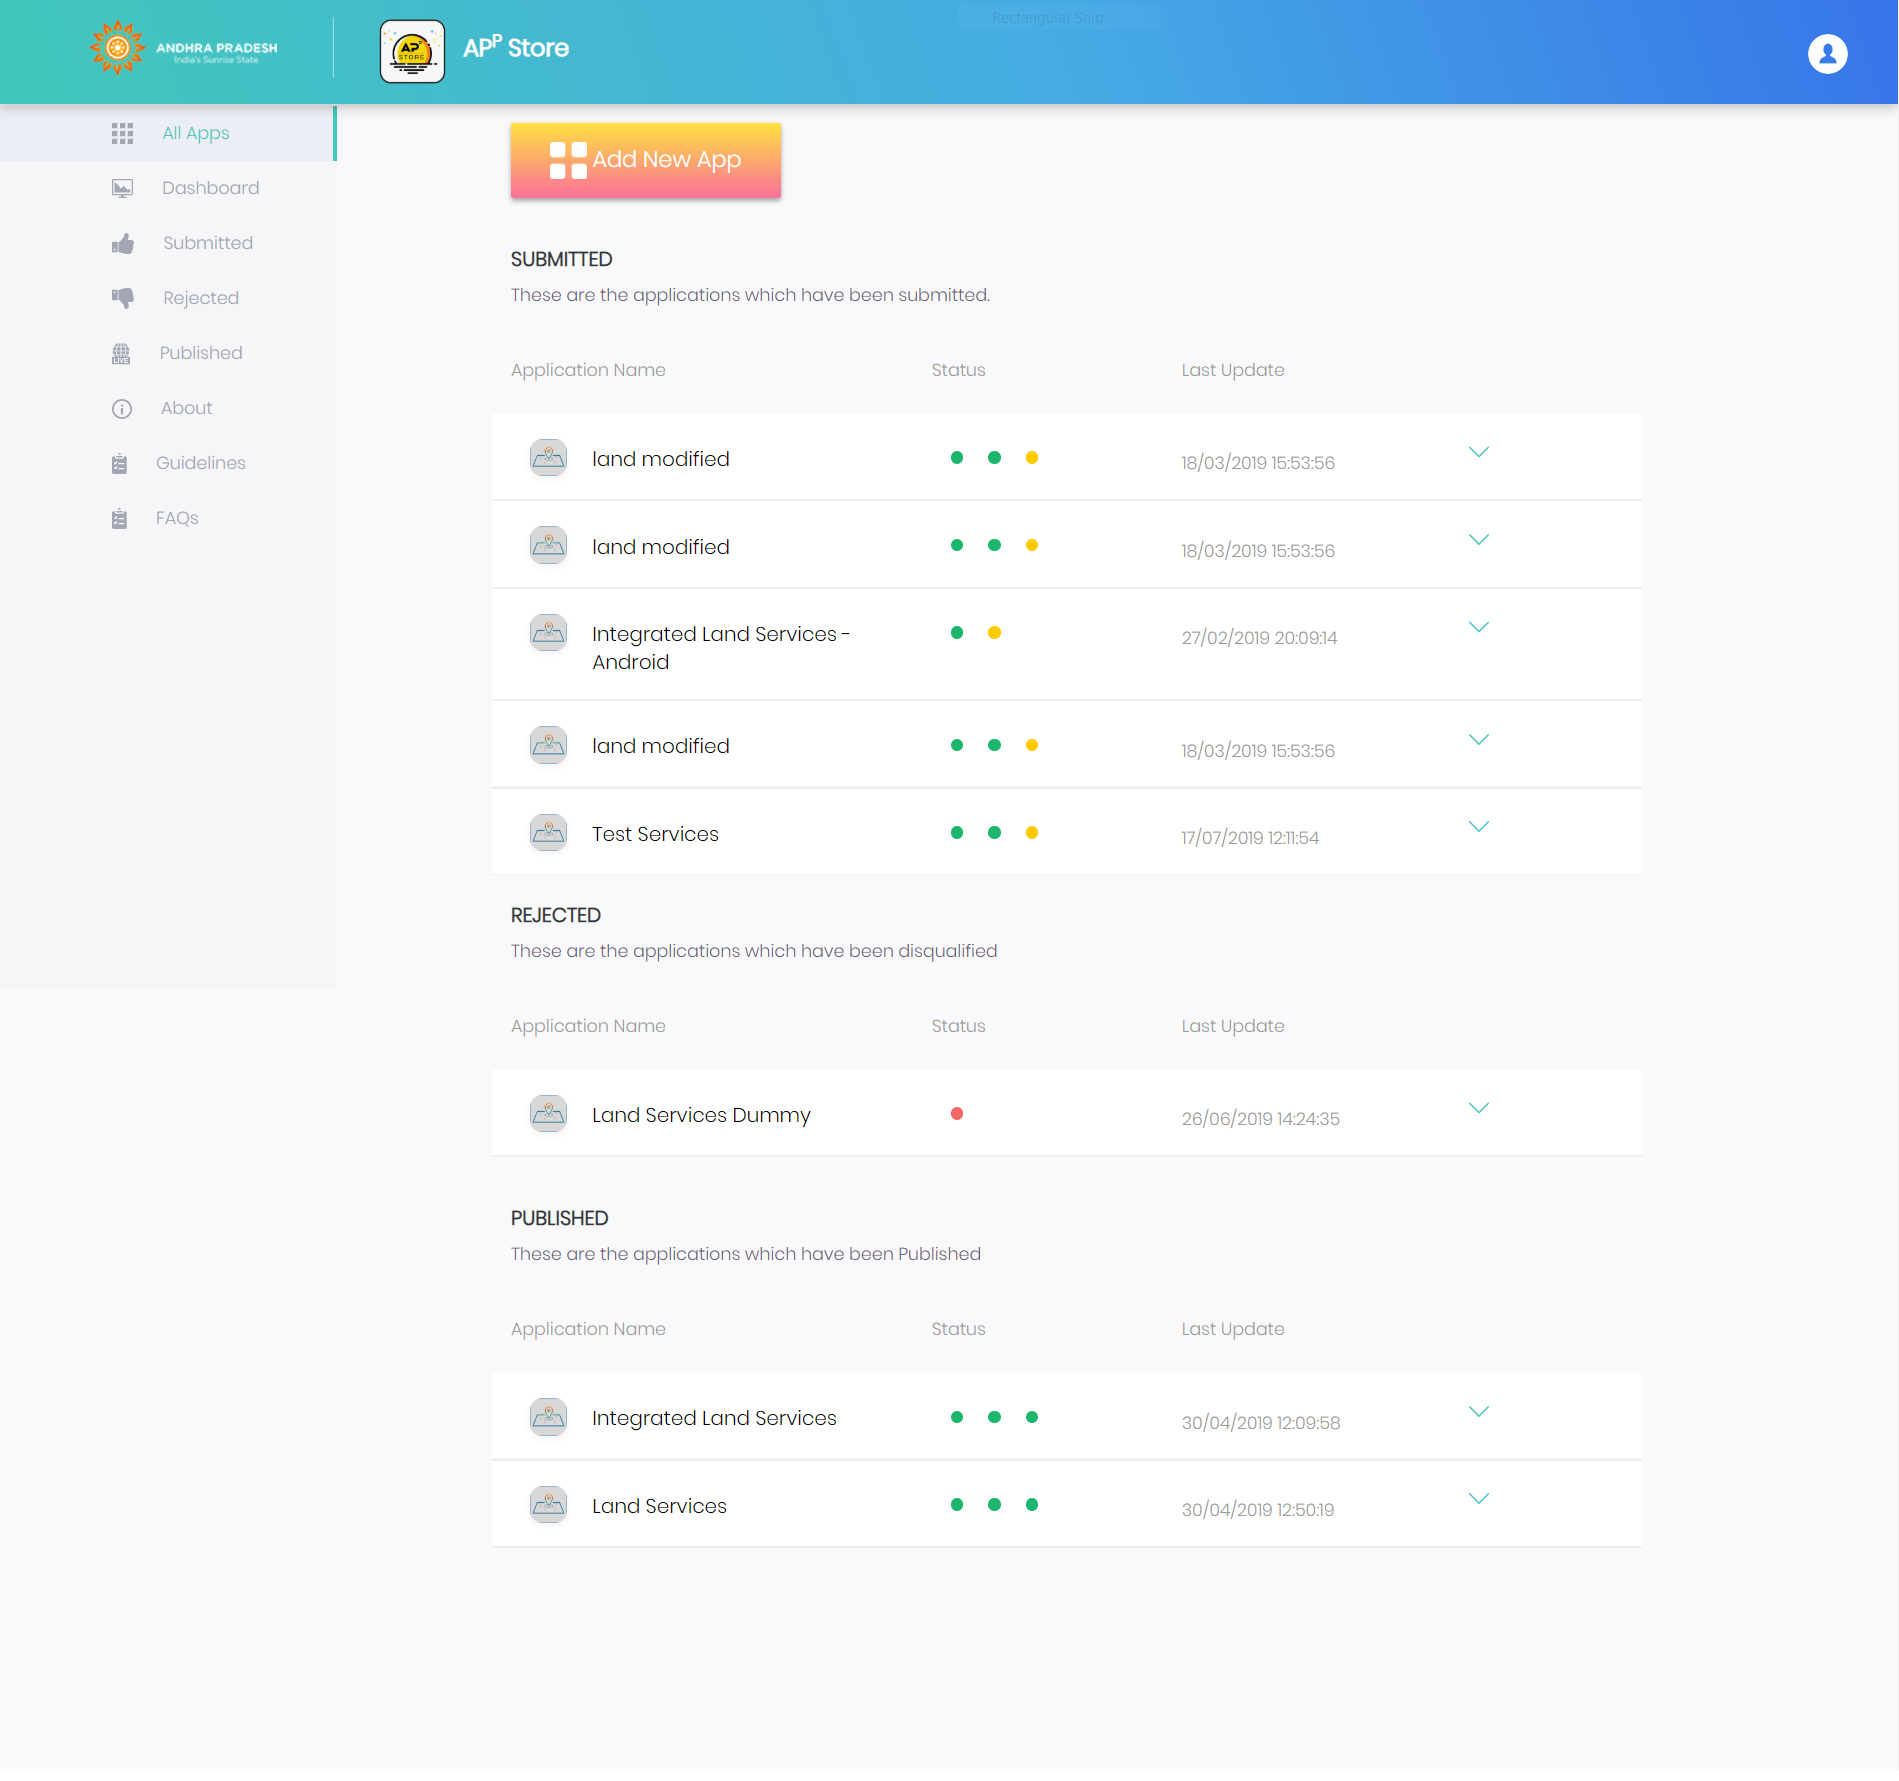 ANDHRA PRADESH
India's Sunrise State
AP
STORE
APP Store
Rectangular Snip
All Apps
Dashboard
Submitted
Rejected
LIVE
Published
About
Guidelines
FAQs
Add New App
SUBMITTED
These are the applications which have been submitted.
Application Name Status Last Update
land modified 18/03/2019 15:53:56
land modified 18/03/2019 15:53:56
Integrated Land Services - 27/02/2019 20:09:14
Android
land modified 18/03/2019 15:53:56
Test Services 17/07/2019 12:11:54
REJECTED
These are the applications which have been disqualified
Application Name Status Last Update
Land Services Dummy 26/06/2019 14:24:35
PUBLISHED
These are the applications which have been Published
Application Name Status Last Update
Integrated Land Services 30/04/2019 12:09:58
Land Services 30/04/2019 12:50:19